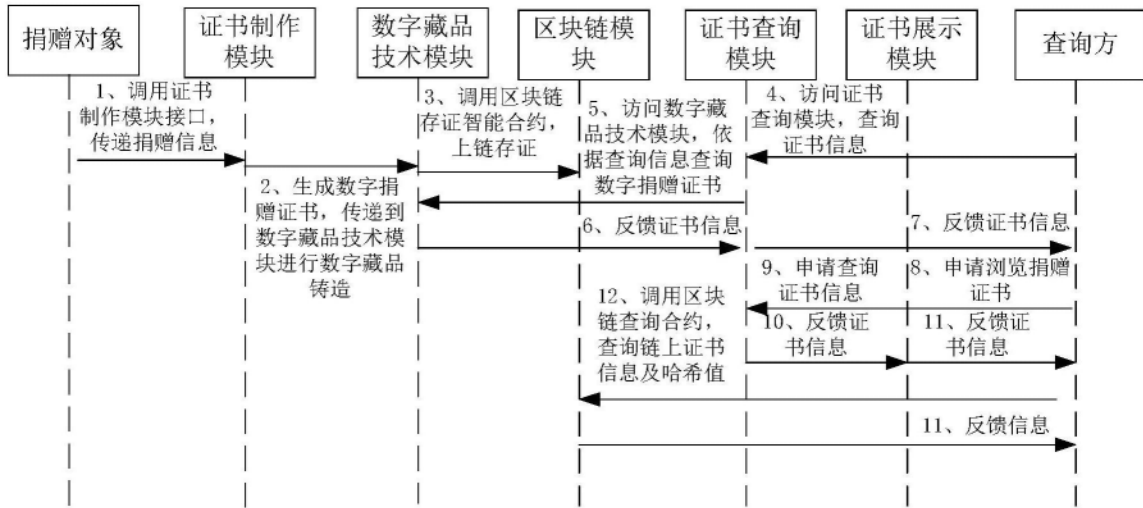 捐赠对象
证书制作
模块
数字藏品
技术模块
区块链模
块
证书查询
模块
证书展示
模块
查询方
1、调用证书
制作模块接口，
传递捐赠信息
2、生成数字捐
赠证书，传递到
数字藏品技术模
块进行数字藏品
铸造
3、调用区块链
存证智能合约，
上链存证
4、访问证书
查询模块，查询
证书信息
5、访问数字藏
品技术模块，依
据查询信息查询
数字捐赠证书
6、反馈证书信息
7、反馈证书信息
8、申请浏览捐赠
证书
9、申请查询
证书信息
10、反馈证
书信息
11、反馈证
书信息
12、调用区块
链查询合约，
查询链上证书
信息及哈希值
11、反馈信息